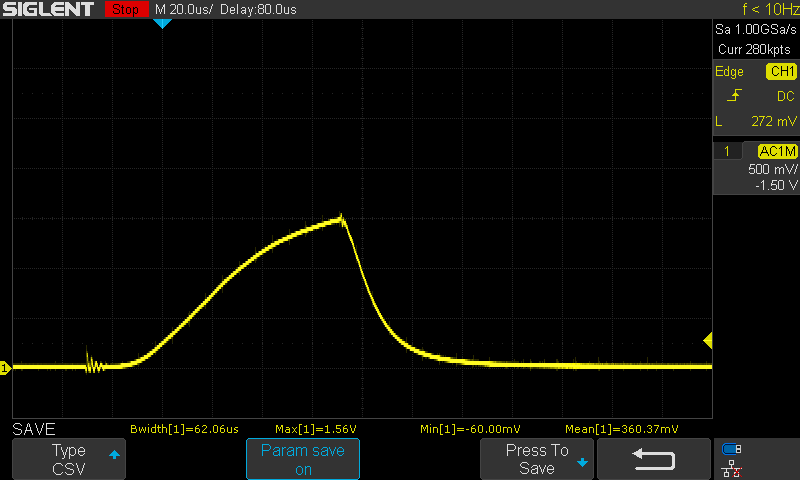 SIGLENT Stop M 20.0us/ Delay:80.0us f < 10Hz
Sa 1.00GSa/s
Curr 280kpts
Edge CH1
DC
L 272 mV
1 AC1M
500 mV/
-1.50 V
1
SAVE Bwidth[1]=62.06us Max[1]=1.56V Min[1]=-60.00mV Mean[1]=360.37mV
Type
CSV
Param save
on
Press To
Save